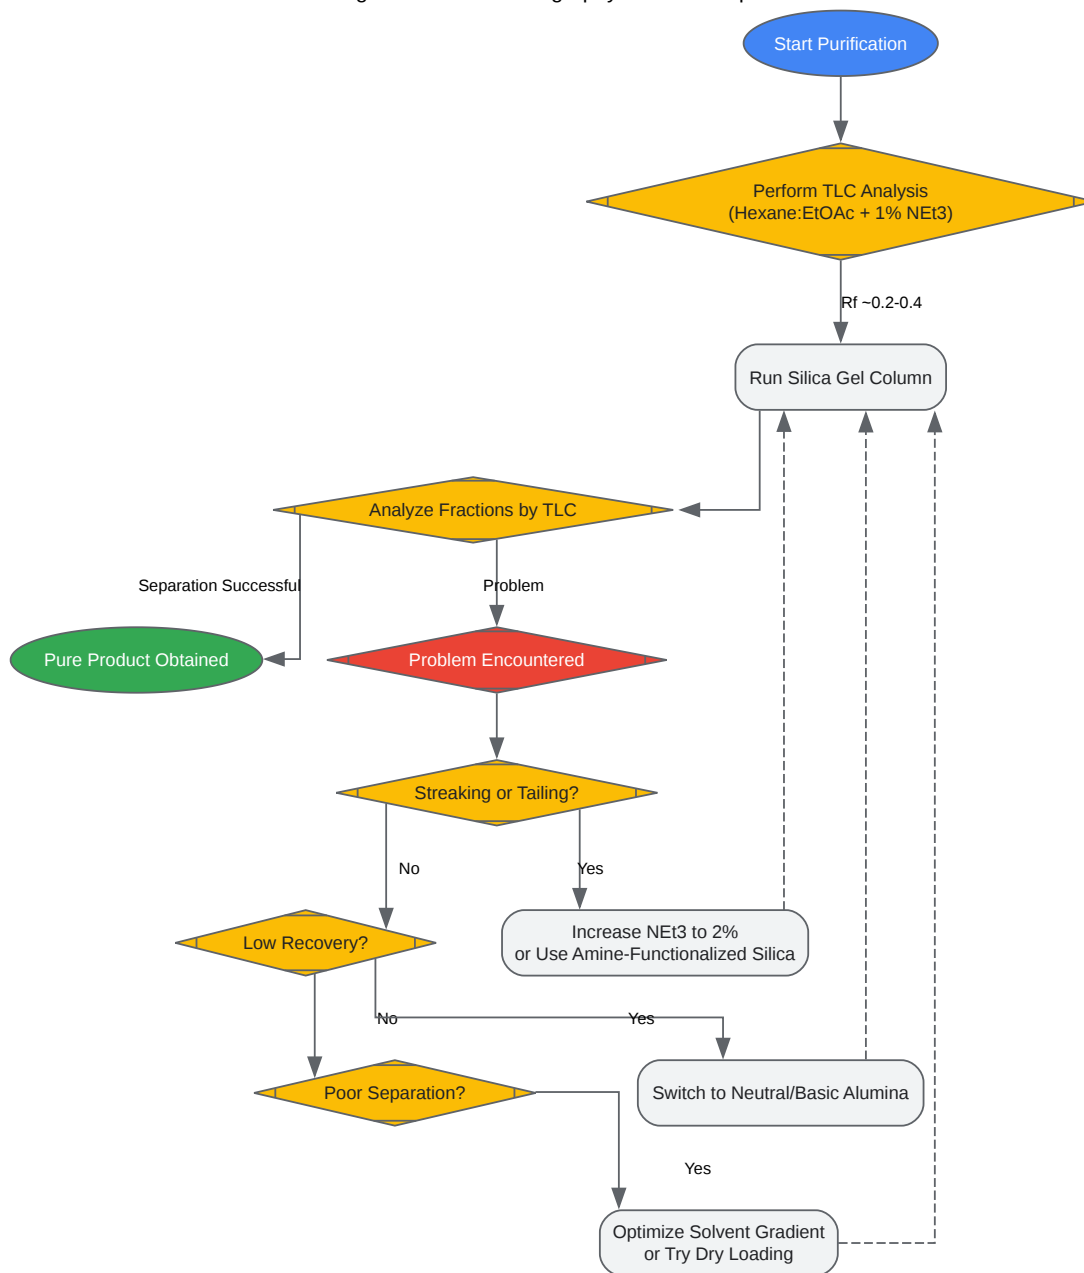 Start Purification
Perform TLC Analysis
(Hexane:EtOAc + 1% NEt3)
Rf ~0.2-0.4
Run Silica Gel Column
Analyze Fractions by TLC
Separation Successful
Problem
Pure Product Obtained
Problem Encountered
Streaking or Tailing?
No
Yes
Low Recovery?
Increase NEt3 to 2%
or Use Amine-Functionalized Silica
No
Yes
Poor Separation?
Switch to Neutral/Basic Alumina
Yes
Optimize Solvent Gradient
or Try Dry Loading